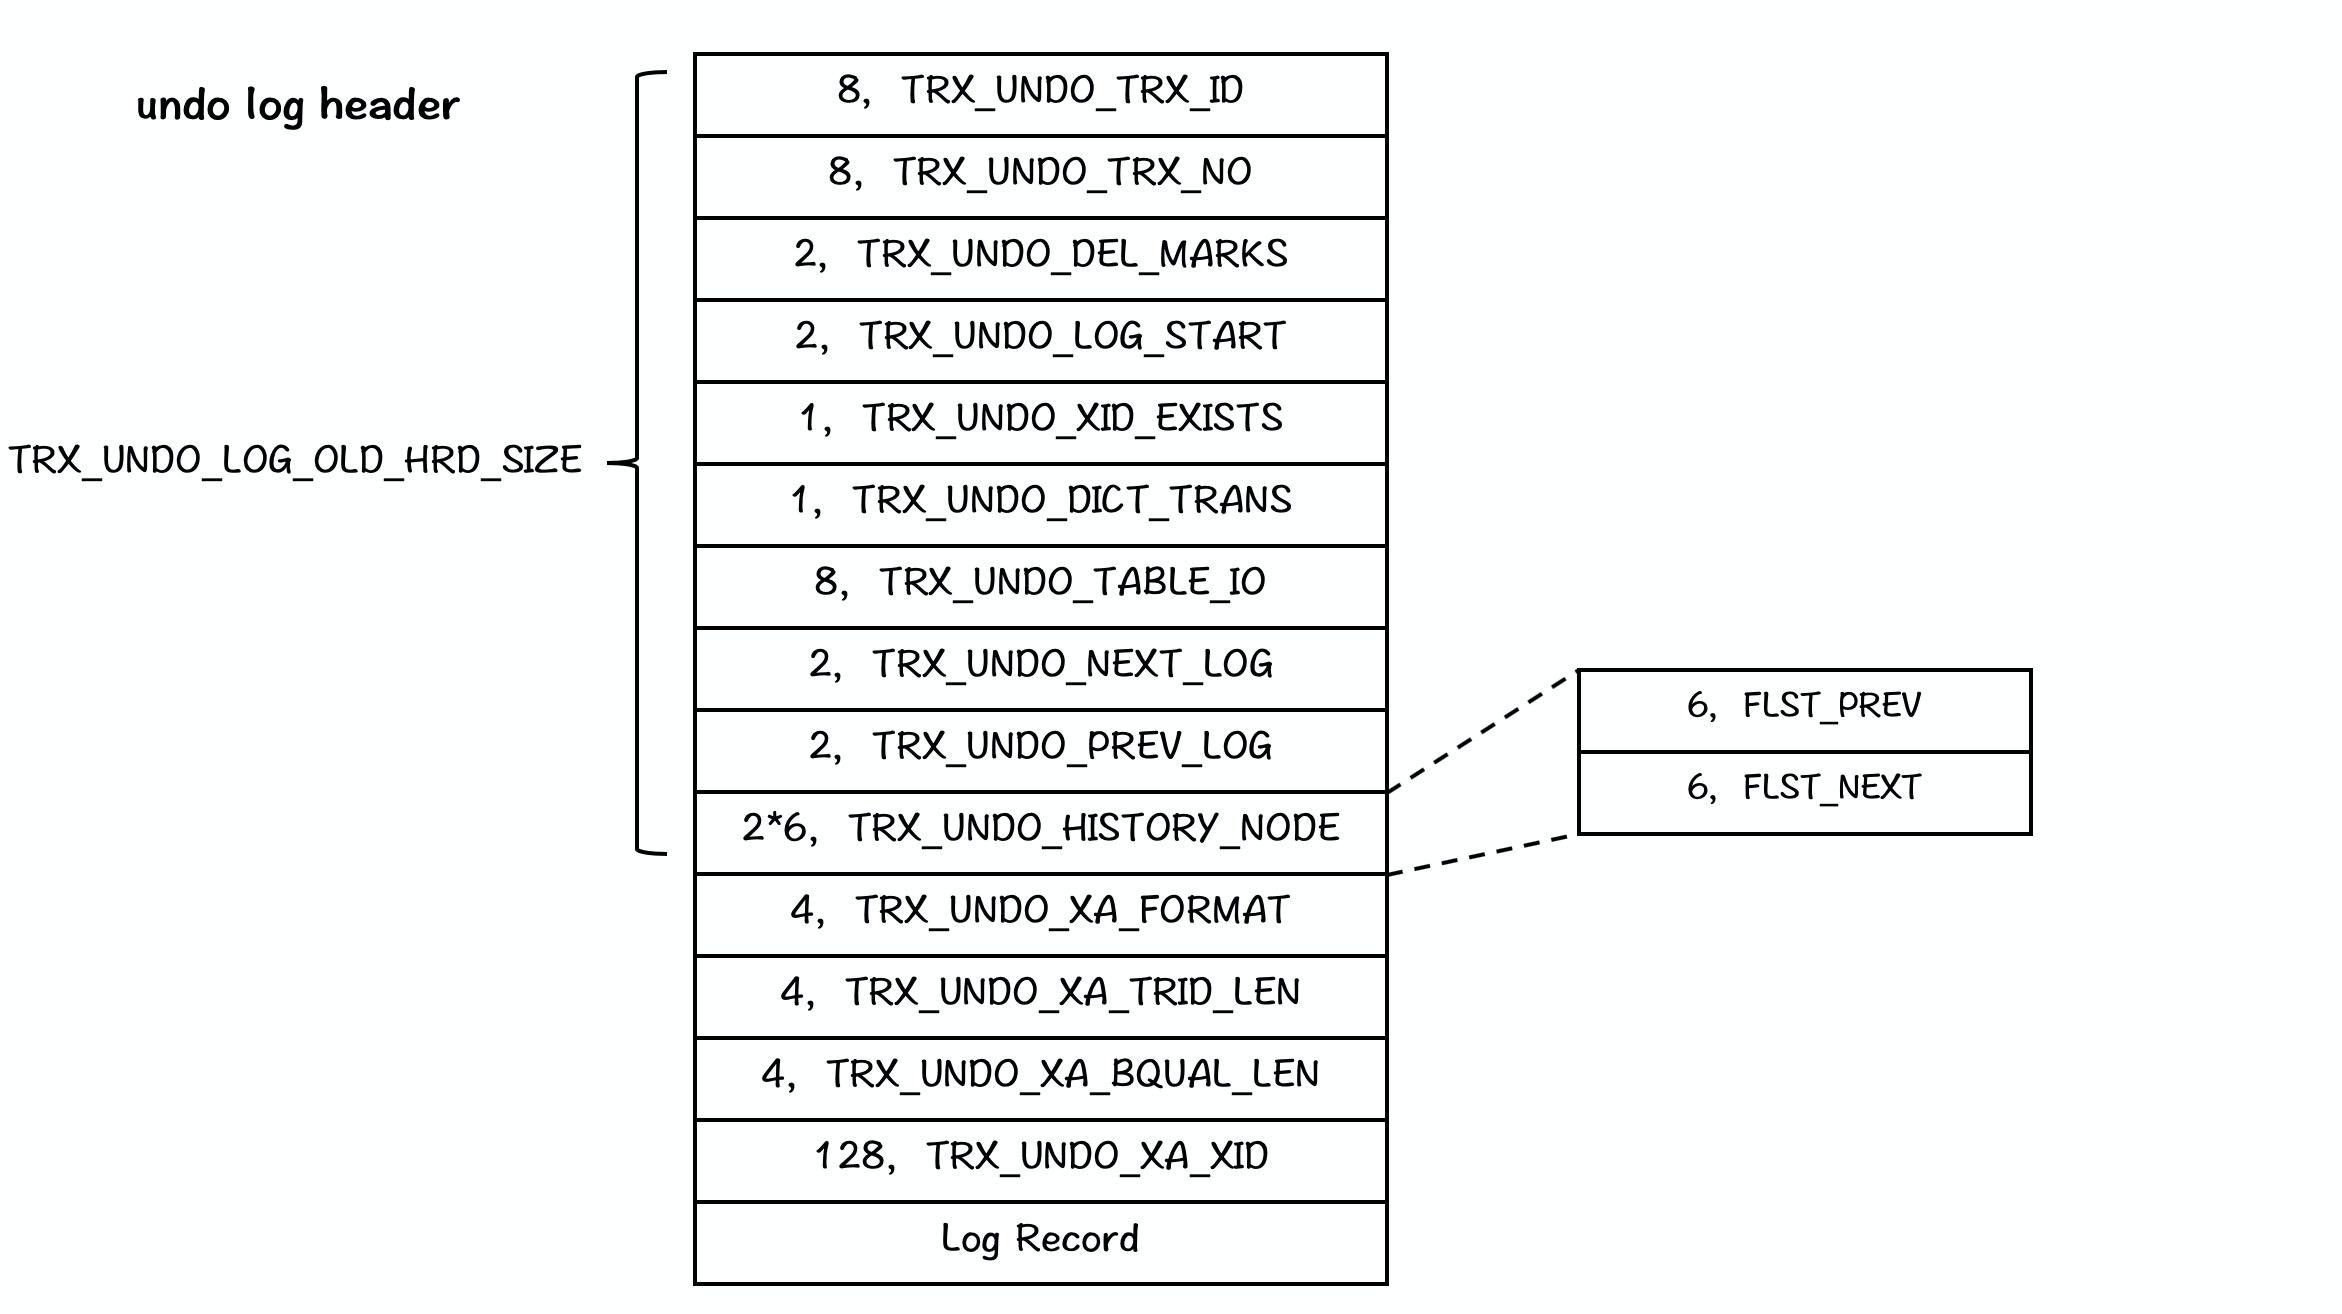 undo log header
TRX_UNDO_LOG_OLD_HRD_SIZE
8, TRX_UNDO_TRX_ID
8, TRX_UNDO_TRX_NO
2, TRX_UNDO_DEL_MARKS
2, TRX_UNDO_LOG_START
1, TRX_UNDO_XID_EXISTS
1, TRX_UNDO_DICT_TRANS
8, TRX_UNDO_TABLE_IO
2, TRX_UNDO_NEXT_LOG
2, TRX_UNDO_PREV_LOG
2*6, TRX_UNDO_HISTORY_NODE
4, TRX_UNDO_XA_FORMAT
4, TRX_UNDO_XA_TRID_LEN
4, TRX_UNDO_XA_BQUAL_LEN
128, TRX_UNDO_XA_XID
Log Record
6, FLST_PREV
6, FLST_NEXT